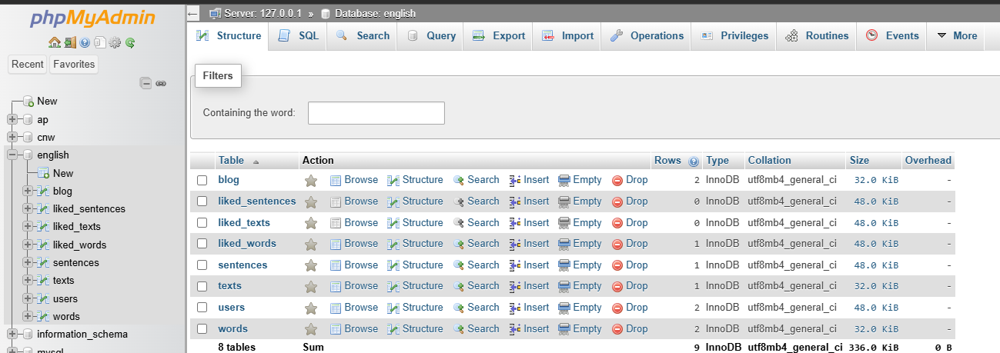 phpMyAdmin
Recent Favorites
New
ap
cnw
english
New
blog
liked_sentences
liked_texts
liked_words
sentences
texts
users
words
information_schema
mysql
Server: 127.0.0.1 » Database: english
Structure SQL Search Query Export Import Operations Privileges Routines Events More
Filters
Containing the word:
Table Action Rows Type Collation Size Overhead
blog Browse Structure Search Insert Empty Drop 2 InnoDB utf8mb4_general_ci 32.0 KiB -
liked_sentences Browse Structure Search Insert Empty Drop 0 InnoDB utf8mb4_general_ci 48.0 KiB -
liked_texts Browse Structure Search Insert Empty Drop 0 InnoDB utf8mb4_general_ci 48.0 KiB -
liked_words Browse Structure Search Insert Empty Drop 1 InnoDB utf8mb4_general_ci 48.0 KiB -
sentences Browse Structure Search Insert Empty Drop 1 InnoDB utf8mb4_general_ci 48.0 KiB -
texts Browse Structure Search Insert Empty Drop 1 InnoDB utf8mb4_general_ci 32.0 KiB -
users Browse Structure Search Insert Empty Drop 2 InnoDB utf8mb4_general_ci 48.0 KiB -
words Browse Structure Search Insert Empty Drop 2 InnoDB utf8mb4_general_ci 32.0 KiB -
8 tables Sum 9 InnoDB utf8mb4_general_ci 336.0 KiB 0 B